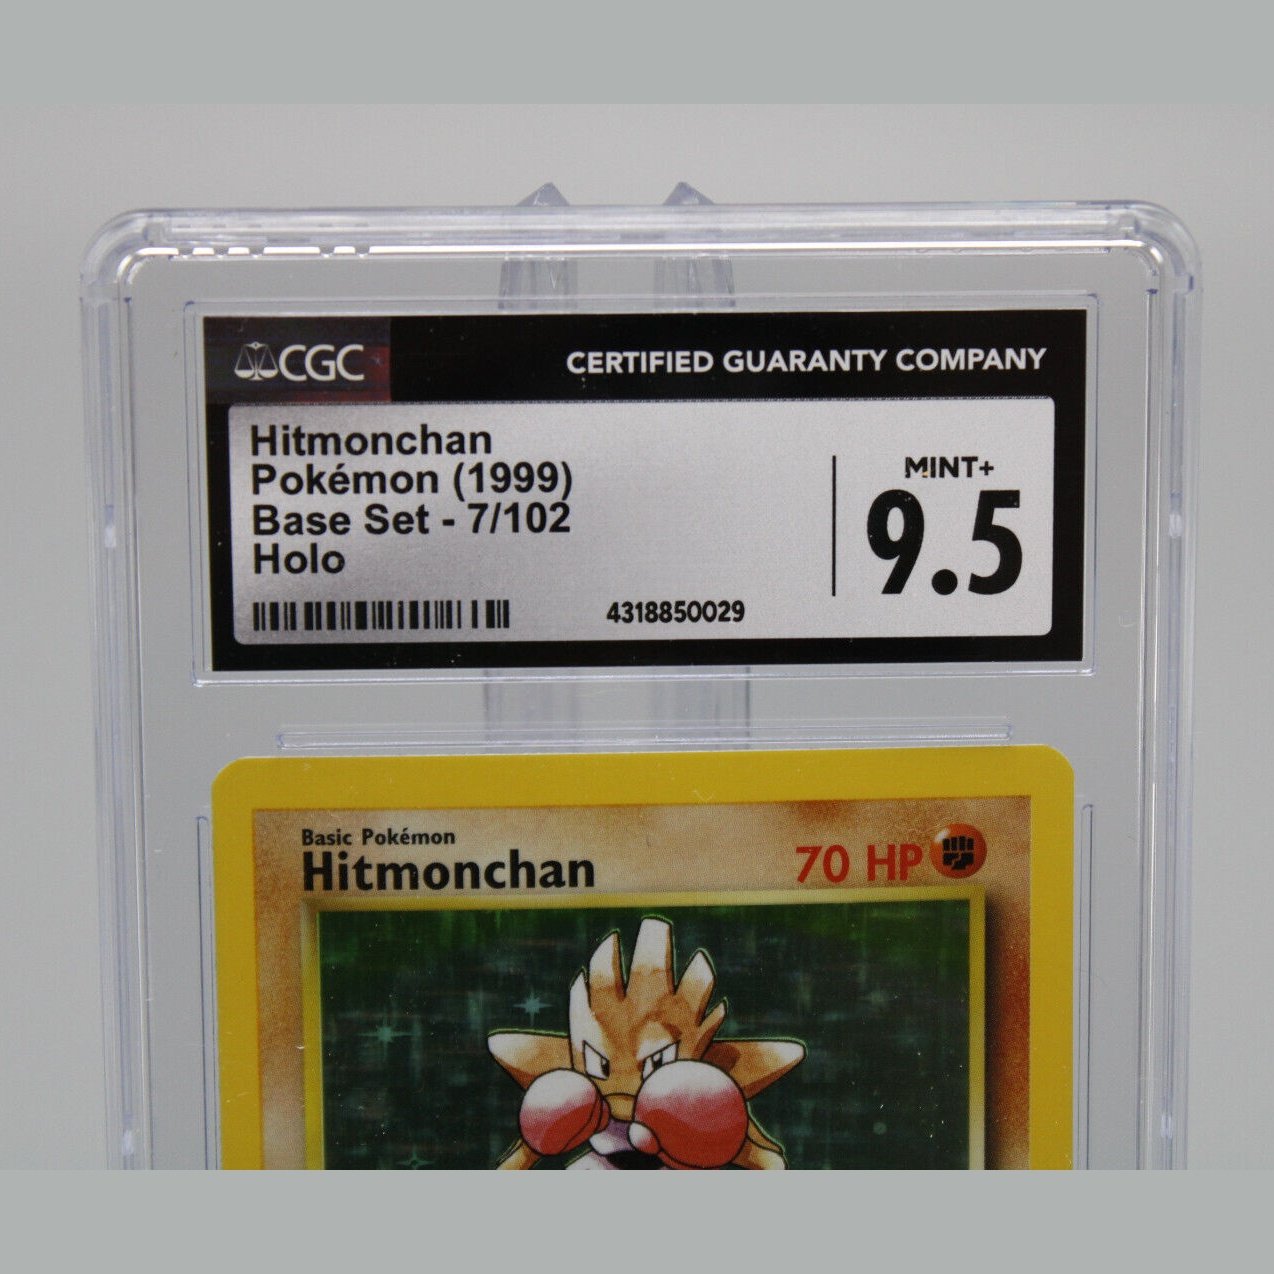 CGC
CERTIFIED GUARANTY COMPANY
Hitmonchan
Pokémon (1999)
Base Set - 7/102
Holo
MINT+
9.5
4318850029
Basic Pokémon
Hitmonchan
70 HP